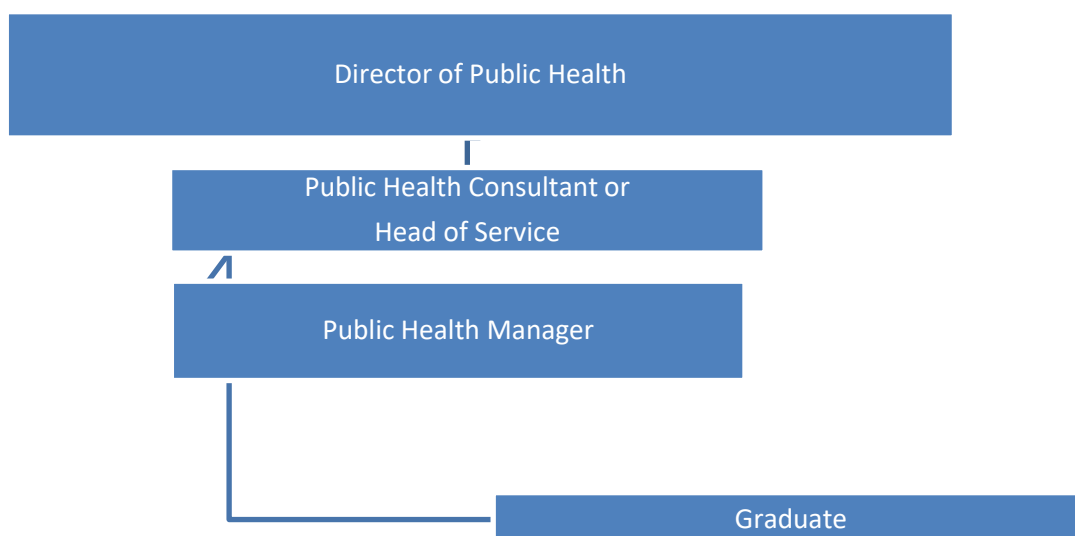 Director of Public Health
Public Health Consultant or
Head of Service
Public Health Manager
Graduate